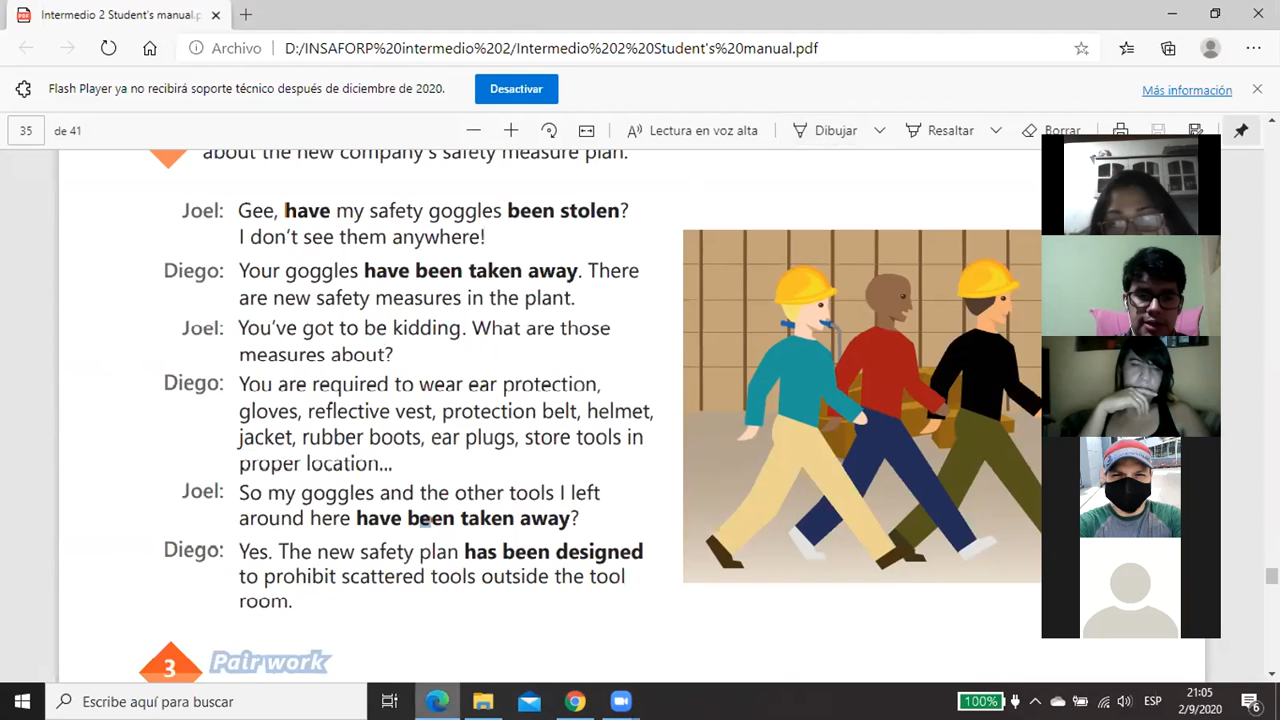 Intermedio 2 Student's manual.p
Archivo D:/INSAFORP%20intermedio%202/Intermedio%202%20Student's%20manual.pdf
Flash Player ya no recibirá soporte técnico después de diciembre de 2020. Desactivar Más información
35 de 41 Lectura en voz alta Dibujar Resaltar Borrar
about the new company's safety measure plan.
Joel: Gee, have my safety goggles been stolen?
I don't see them anywhere!
Diego: Your goggles have been taken away. There
are new safety measures in the plant.
Joel: You've got to be kidding. What are those
measures about?
Diego: You are required to wear ear protection,
gloves, reflective vest, protection belt, helmet,
jacket, rubber boots, ear plugs, store tools in
proper location...
Joel: So my goggles and the other tools I left
around here have been taken away?
Diego: Yes. The new safety plan has been designed
to prohibit scattered tools outside the tool
room.
3 Pair work
Escribe aquí para buscar 100% ESP 21:05
2/9/2020 6